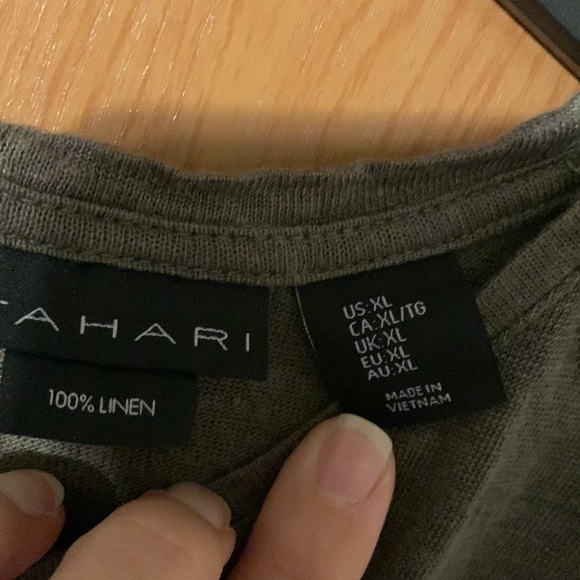 TAHARI
100% LINEN
US:XL
CA:XL/TG
UK:XL
EU:XL
AU:XL
MADE IN
VIETNAM